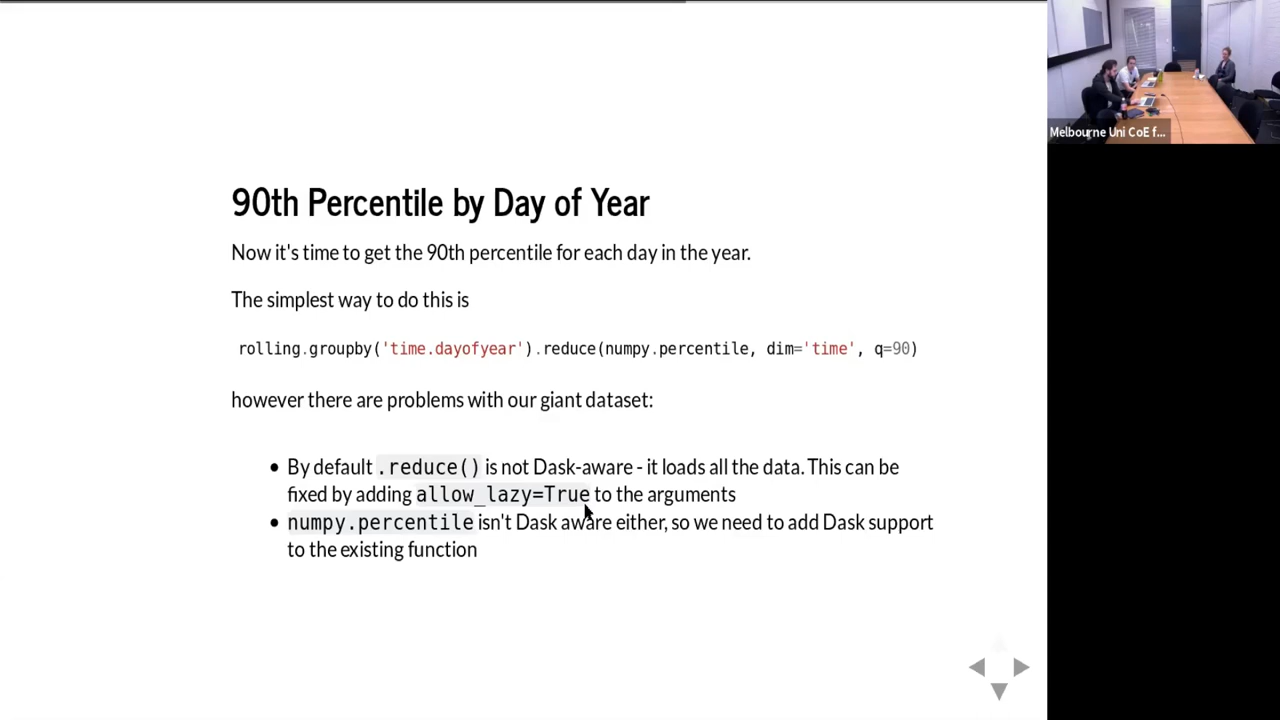 90th Percentile by Day of Year
Now it's time to get the 90th percentile for each day in the year.
The simplest way to do this is
rolling.groupby('time.dayofyear').reduce(numpy.percentile, dim='time', q=90)
however there are problems with our giant dataset:
• By default .reduce() is not Dask-aware - it loads all the data. This can be
fixed by adding allow_lazy=True to the arguments
• numpy.percentile isn't Dask aware either, so we need to add Dask support
to the existing function
Melbourne Uni CoE f...